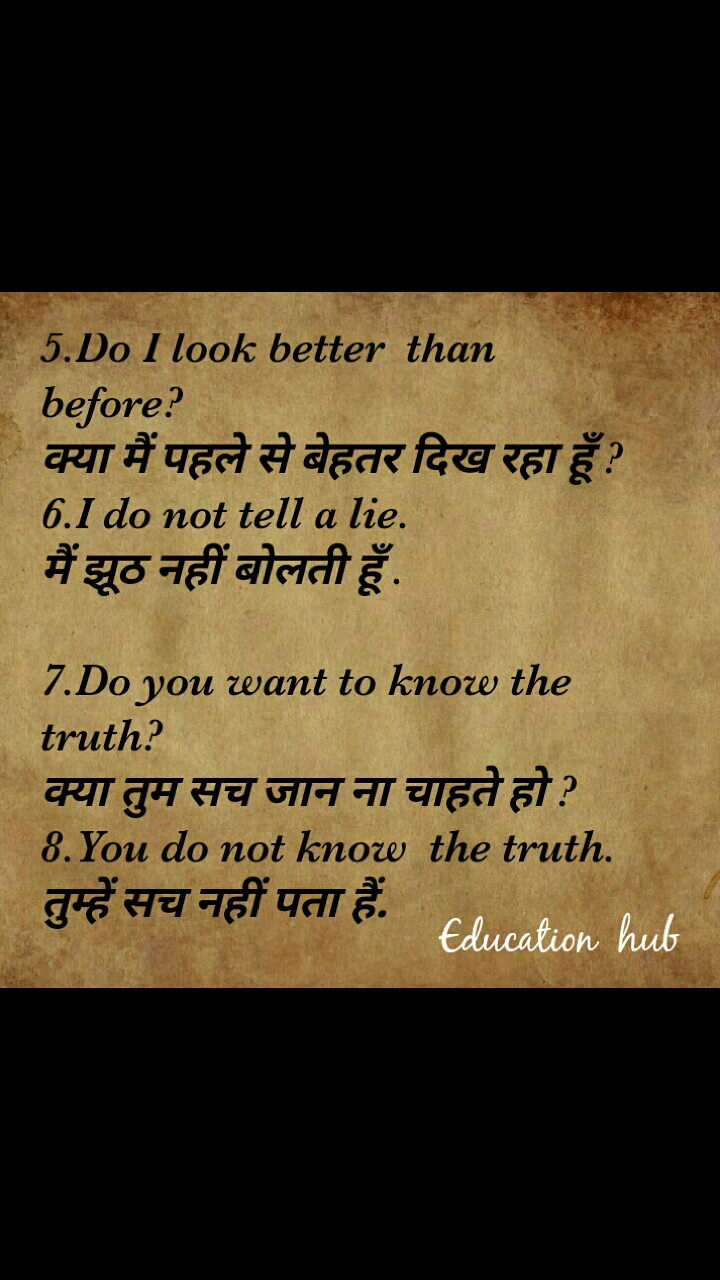 5.Do I look better than
before?
क्या मैं पहले से बेहतर दिख रहा हूँ ?
6.I do not tell a lie.
मैं झूठ नहीं बोलती हूँ .
7.Do you want to know the
truth?
क्या तुम सच जान ना चाहते हो ?
8.You do not know the truth.
तुम्हें सच नहीं पता हैं.
Education hub